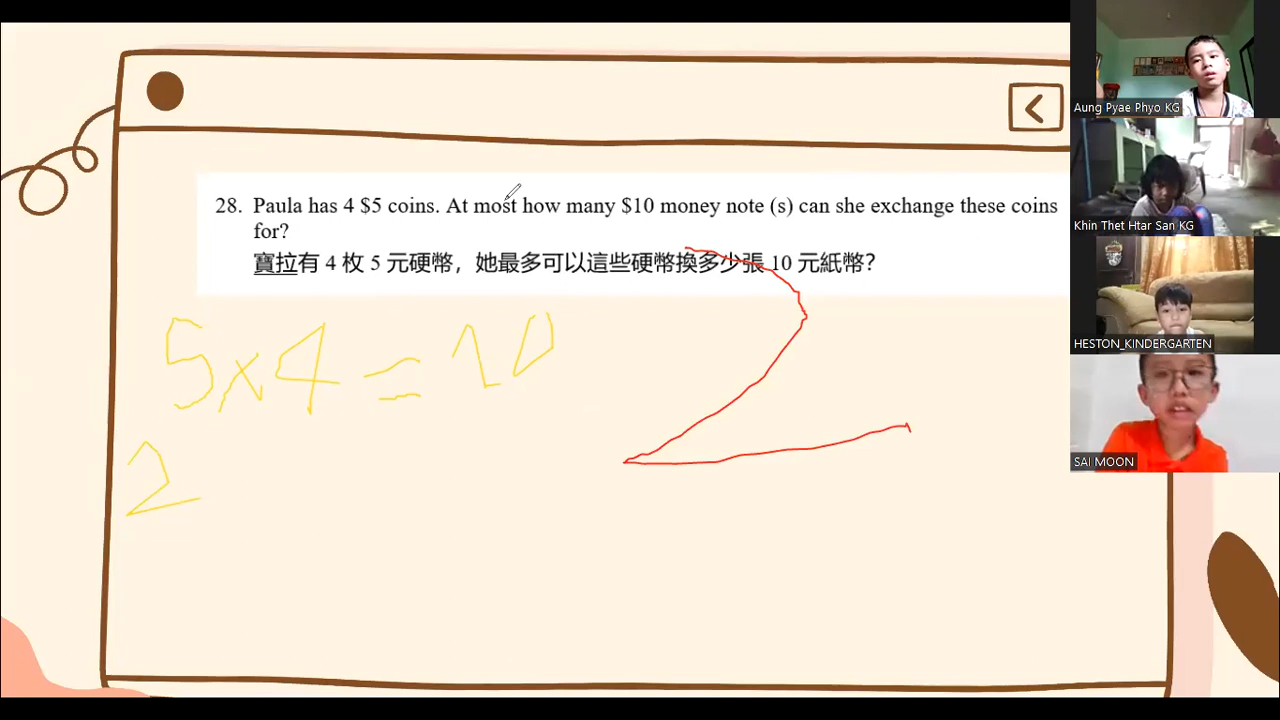 28. Paula has 4 $5 coins. At most how many $10 money note (s) can she exchange these coins
for?
寶拉有 4 枚 5 元硬幣，她最多可以這些硬幣換多少張 10 元紙幣?
5×4=10
2
2
Aung Pyae Phyo KG
Khin Thet Htar San KG
HESTON_KINDERGARTEN
SAI MOON